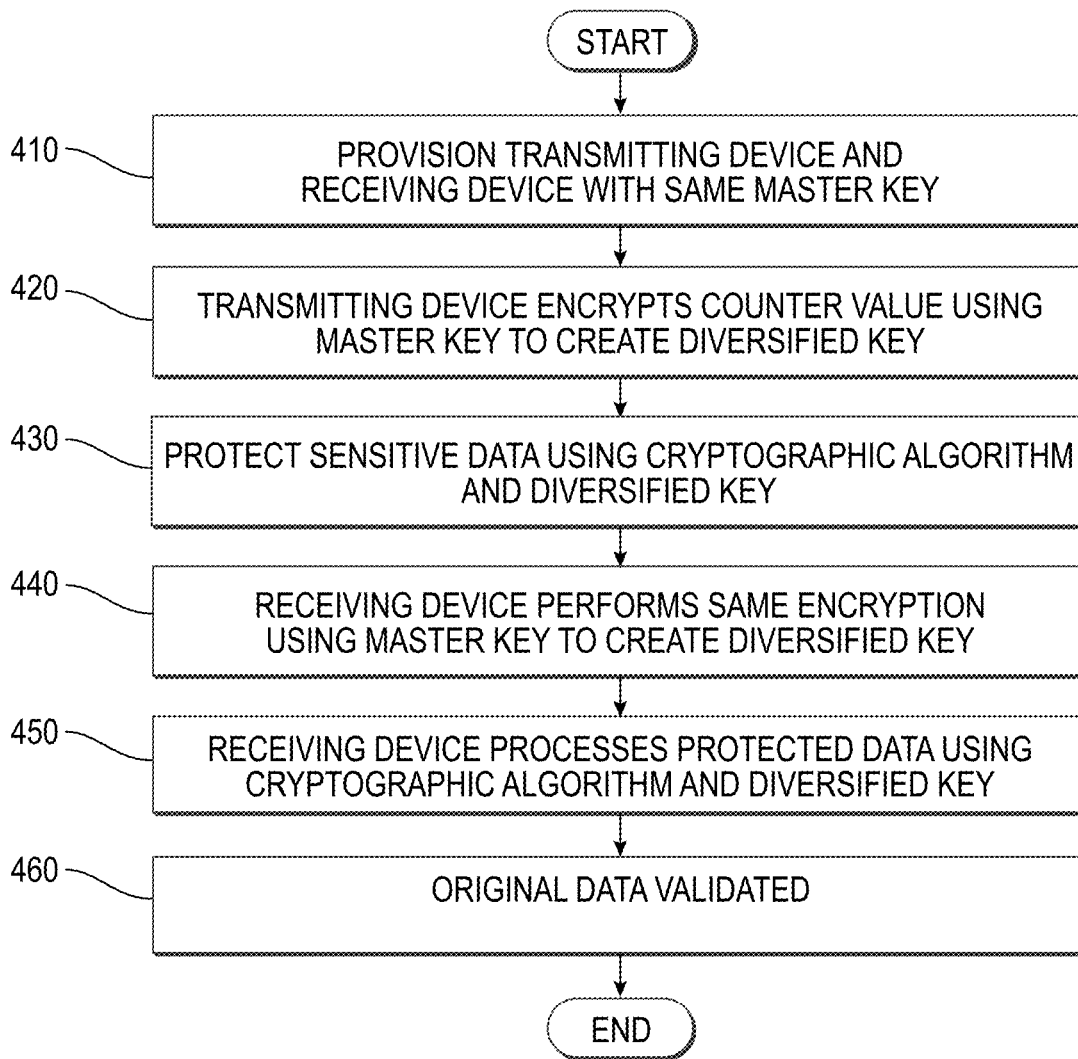 START
410
PROVISION TRANSMITTING DEVICE AND
RECEIVING DEVICE WITH SAME MASTER KEY
420
TRANSMITTING DEVICE ENCRYPTS COUNTER VALUE USING
MASTER KEY TO CREATE DIVERSIFIED KEY
430
PROTECT SENSITIVE DATA USING CRYPTOGRAPHIC ALGORITHM
AND DIVERSIFIED KEY
440
RECEIVING DEVICE PERFORMS SAME ENCRYPTION
USING MASTER KEY TO CREATE DIVERSIFIED KEY
450
RECEIVING DEVICE PROCESSES PROTECTED DATA USING
CRYPTOGRAPHIC ALGORITHM AND DIVERSIFIED KEY
460
ORIGINAL DATA VALIDATED
END